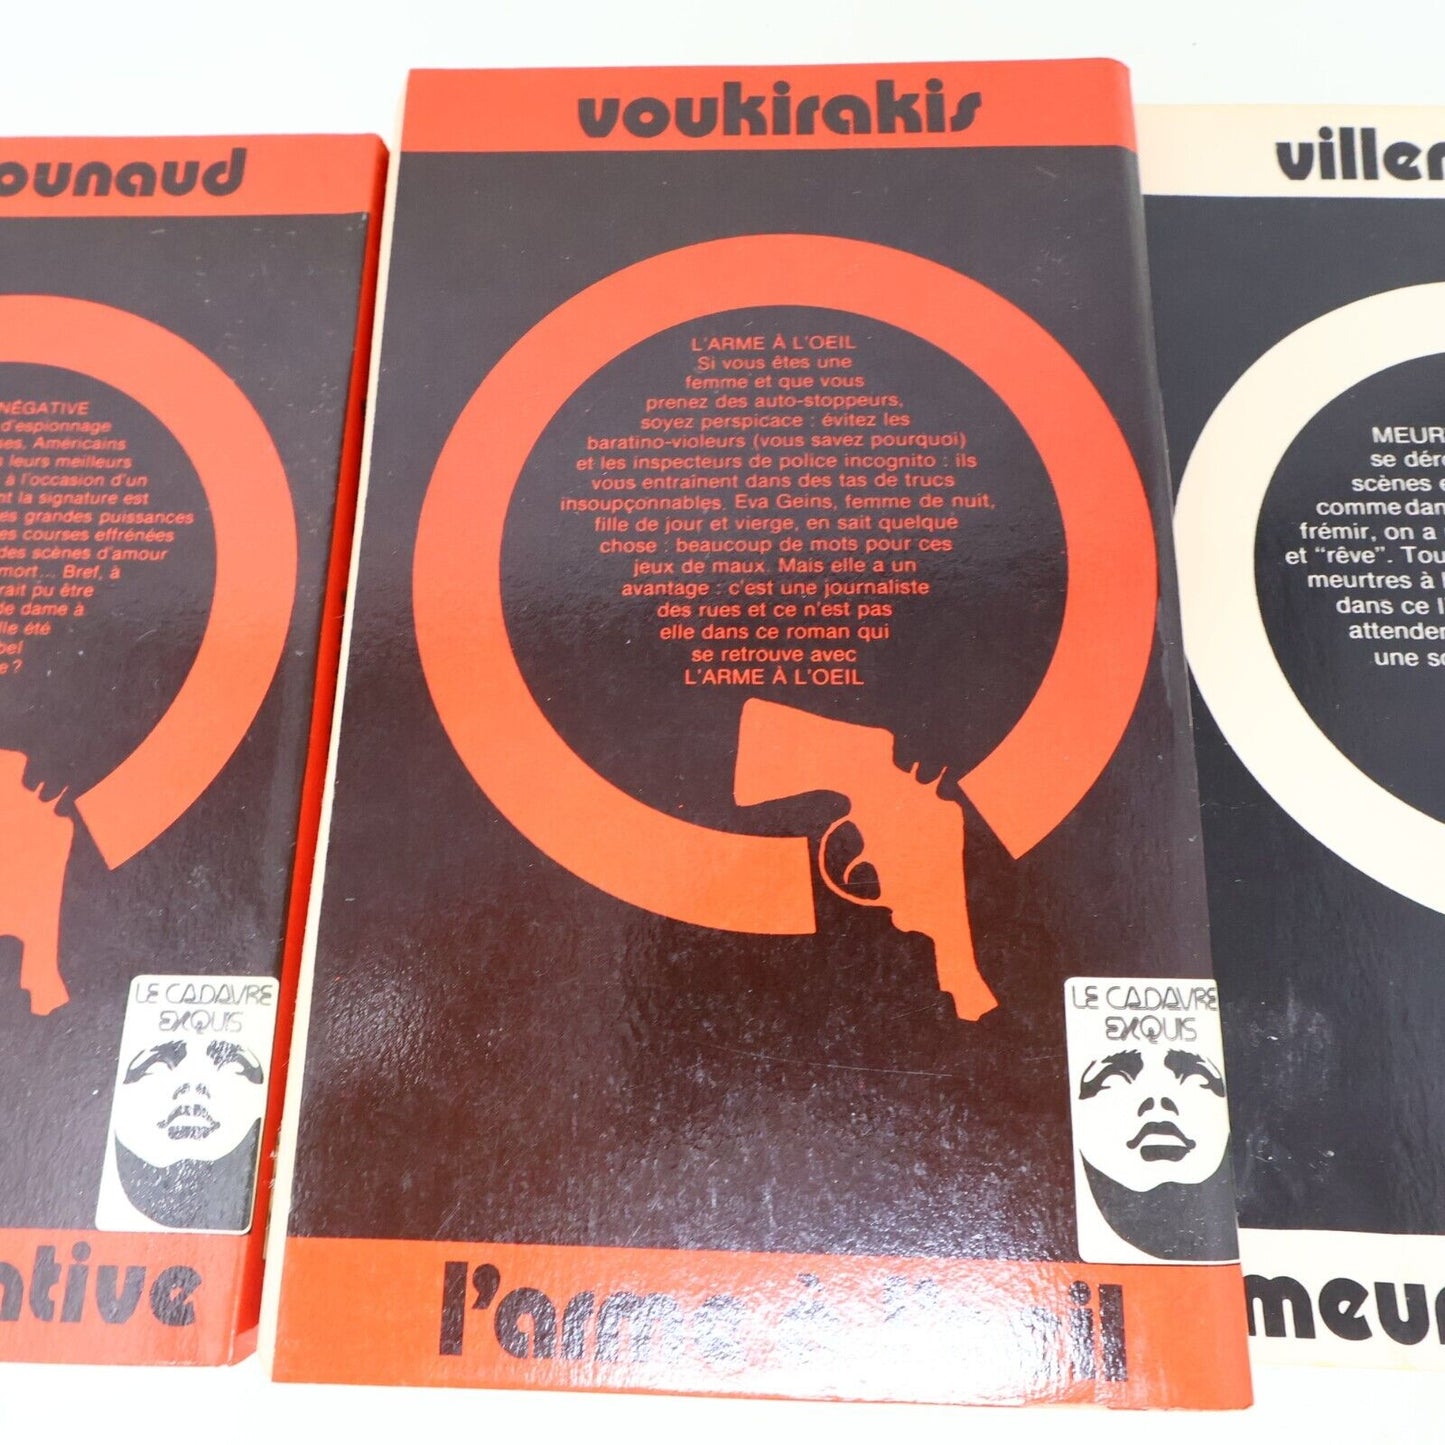 ounaud
NÉGATIVE
d'espionnage
ses, Américains
leurs meilleurs
à l'occasion d'un
nt la signature est
es grandes puissances
es courses effrénées
des scènes d'amour
mort... Bref, à
rait pu être
de dame à
lle été
bel
e ?
LE CADAVRE
EXQUIS
ative
voukirakis
L'ARME À L'OEIL
Si vous êtes une
femme et que vous
prenez des auto-stoppeurs,
soyez perspicace : évitez les
baratino-violeurs (vous savez pourquoi)
et les inspecteurs de police incognito : ils
vous entraînent dans des tas de trucs
insoupçonnables. Eva Geins, femme de nuit,
fille de jour et vierge, en sait quelque
chose : beaucoup de mots pour ces
jeux de maux. Mais elle a un
avantage : c'est une journaliste
des rues et ce n'est pas
elle dans ce roman qui
se retrouve avec
L'ARME À L'OEIL
LE CADAVRE
EXQUIS
l'arme à l'oeil
viller
MEUR
se déro
scènes e
comme dan
frémir, on a
et "rêve". Tou
meurtres à l
dans ce l
attender
une so
meur